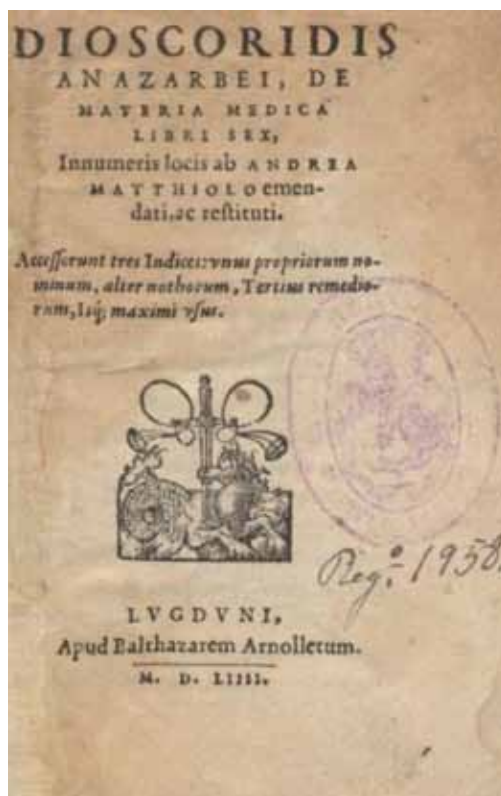 DIOSCORIDIS
ANAZARBEI, DE
MATERIA MEDICA
LIBRI SEX,
Innumeris locis ab ANDREA
MATTHIOLO emen-
dati, ac restituti.
Accesserunt tres Indices: vnus propriorum no-
minum, alter nothorum, Tertius remedio-
rum, Isq; maximi vsus.
Reg.º 1958
LVGDVNI,
Apud Balthazarem Arnolletum.
M. D. LIIII.